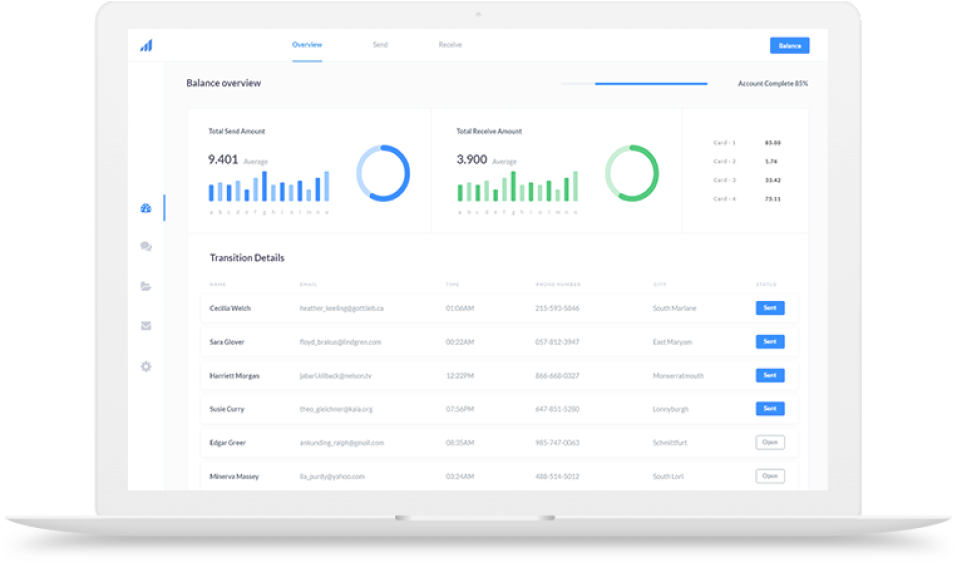 Overview Send Receive Balance
Balance overview Account Complete 85%
Total Send Amount
9.401 Average
a b c d e f g h i o l m n o
Total Receive Amount
3.900 Average
a b c d e f g h i o l m n o
Card - 1 85.00
Card - 2 1.76
Card - 3 33.42
Card - 4 75.11
Transition Details
NAME EMAIL TIME PHONE NUMBER CITY STATUS
Cecilia Welch heather_keeling@gottlieb.ca 01:06AM 215-593-5846 South Marlane Sent
Sara Glover floyd_brakus@lindgren.com 00:22AM 057-812-3947 East Maryam Sent
Harriett Morgan jabari.kilback@nelson.tv 12:22PM 866-668-0327 Monserratmouth Sent
Susie Curry theo_gleichner@kaia.org 07:56PM 647-851-5280 Lonnyburgh Sent
Edgar Greer ankunding_ralph@gmail.com 08:35AM 985-747-0063 Schmittfurt Open
Minerva Massey lia_purdy@yahoo.com 03:24AM 488-514-5012 South Lori Open